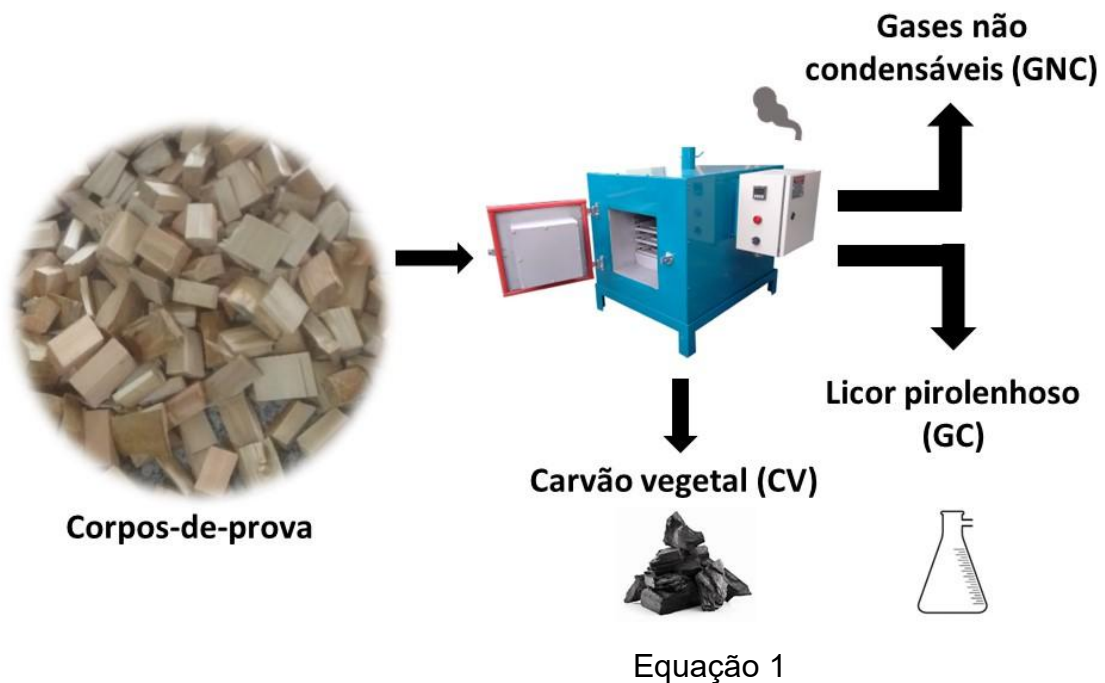 Gases não
condensáveis (GNC)
Corpos-de-prova
Carvão vegetal (CV)
Licor pirolenhoso
(GC)
Equação 1